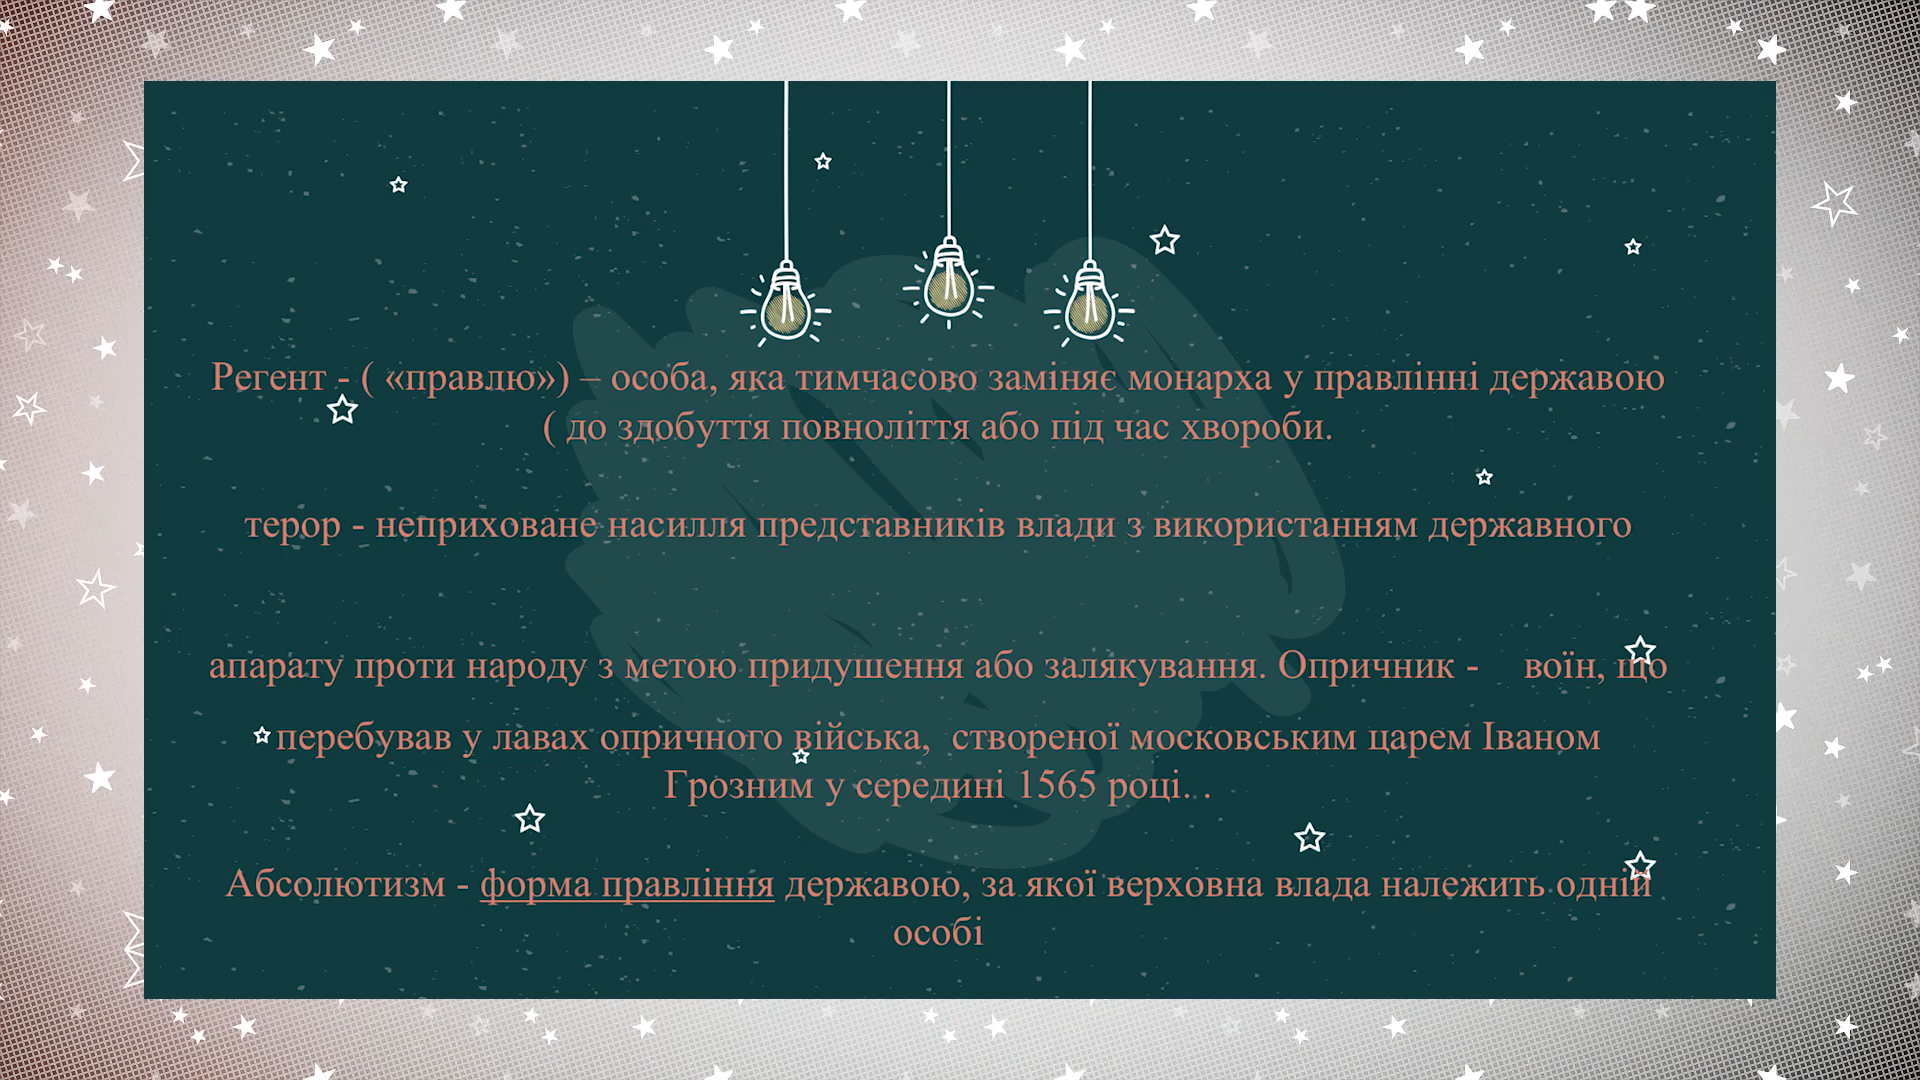 Регент - ( «правлю») – особа, яка тимчасово заміняє монарха у правлінні державою
( до здобуття повноліття або під час хвороби.
терор - неприховане насилля представників влади з використанням державного
апарату проти народу з метою придушення або залякування. Опричник - воїн, що
перебував у лавах опричного війська, створеної московським царем Іваном
Грозним у середині 1565 році. .
Абсолютизм - форма правління державою, за якої верховна влада належить одній
особі